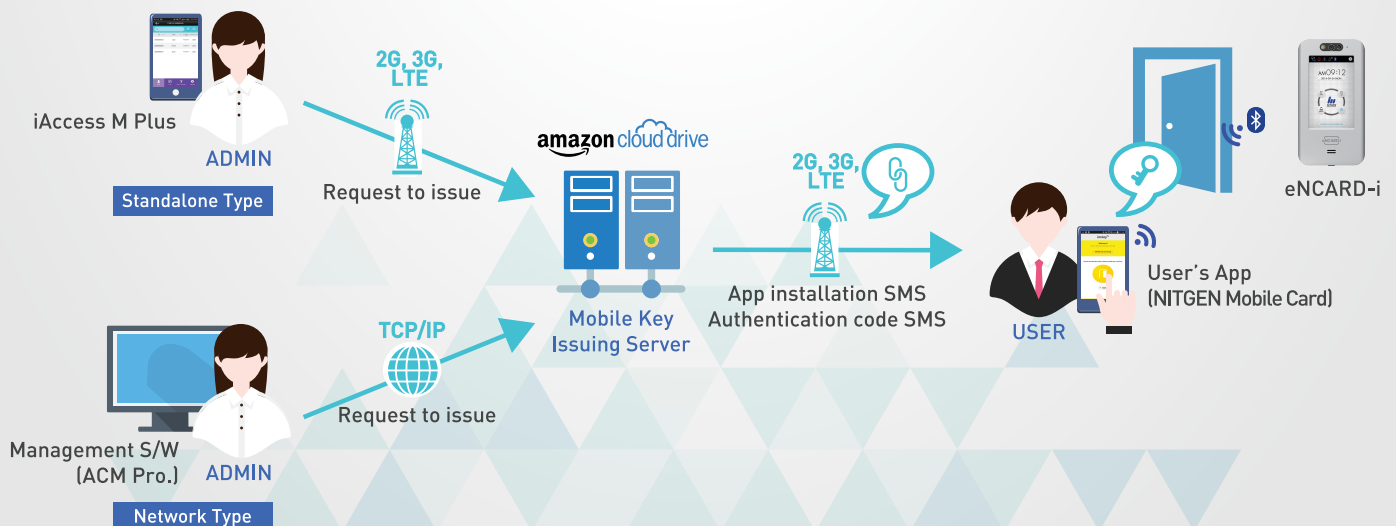 iAccess M Plus
ADMIN
Standalone Type
2G, 3G,
LTE
Request to issue
Management S/W
(ACM Pro.)
ADMIN
Network Type
TCP/IP
Request to issue
amazon cloud drive
Mobile Key
Issuing Server
2G, 3G,
LTE
App installation SMS
Authentication code SMS
USER
User's App
(NITGEN Mobile Card)
AM09:12
eNCARD-i